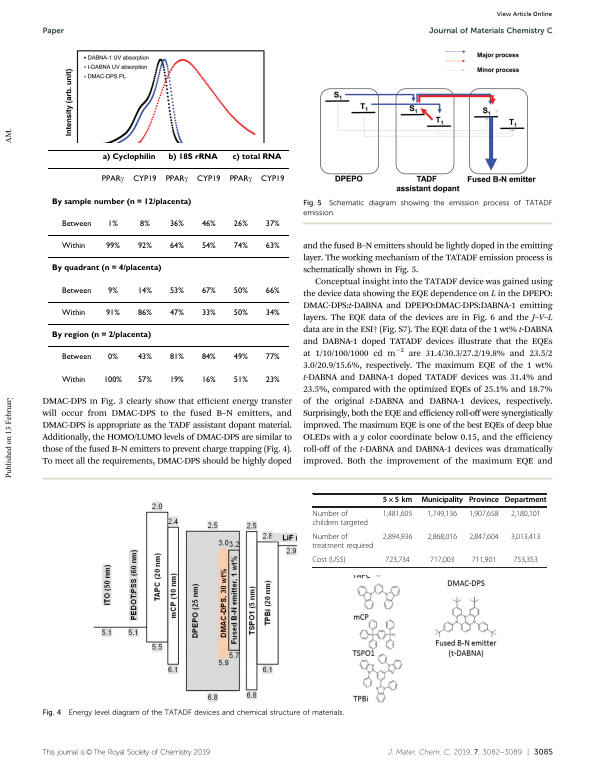 View Article Online
Paper
Journal of Materials Chemistry C
DABNA-1 UV absorption
t-DABNA UV absorption
DMAC-DPS PL
Intensity (arb. unit)
a) Cyclophilin b) 18S rRNA c) total RNA
PPARγ CYP19 PPARγ CYP19 PPARγ CYP19
By sample number (n = 12/placenta)
Between 1% 8% 36% 46% 26% 37%
Within 99% 92% 64% 54% 74% 63%
By quadrant (n = 4/placenta)
Between 9% 14% 53% 67% 50% 66%
Within 91% 86% 47% 33% 50% 34%
By region (n = 2/placenta)
Between 0% 43% 81% 84% 49% 77%
Within 100% 57% 19% 16% 51% 23%
DMAC-DPS in Fig. 3 clearly show that efficient energy transfer
will occur from DMAC-DPS to the fused B–N emitters, and
DMAC-DPS is appropriate as the TADF assistant dopant material.
Additionally, the HOMO/LUMO levels of DMAC-DPS are similar to
those of the fused B–N emitters to prevent charge trapping (Fig. 4).
To meet all the requirements, DMAC-DPS should be highly doped
Major process
Minor process
S1 T1 S1 T1 S1 T1
DPEPO TADF Fused B-N emitter
assistant dopant
Fig. 5 Schematic diagram showing the emission process of TATADF
emission.
and the fused B–N emitters should be lightly doped in the emitting
layer. The working mechanism of the TATADF emission process is
schematically shown in Fig. 5.
Conceptual insight into the TATADF device was gained using
the device data showing the EQE dependence on L in the DPEPO:
DMAC-DPS:t-DABNA and DPEPO:DMAC-DPS:DABNA-1 emitting
layers. The EQE data of the devices are in Fig. 6 and the J–V–L
data are in the ESI† (Fig. S7). The EQE data of the 1 wt% t-DABNA
and DABNA-1 doped TATADF devices illustrate that the EQEs
at 1/10/100/1000 cd m−2 are 31.4/30.3/27.2/19.8% and 23.5/2
3.0/20.9/15.6%, respectively. The maximum EQE of the 1 wt%
t-DABNA and DABNA-1 doped TATADF devices was 31.4% and
23.5%, compared with the optimized EQEs of 25.1% and 18.7%
of the original t-DABNA and DABNA-1 devices, respectively.
Surprisingly, both the EQE and efficiency roll-off were synergistically
improved. The maximum EQE is one of the best EQEs of deep blue
OLEDs with a y color coordinate below 0.15, and the efficiency
roll-off of the t-DABNA and DABNA-1 devices was dramatically
improved. Both the improvement of the maximum EQE and
2.0
2.4
2.5 2.5
2.8 LiF
3.0 3.2
2.9
ITO (50 nm)
PEDOT:PSS (60 nm)
TAPC (20 nm)
mCP (10 nm)
DPEPO (25 nm)
DMAC-DPS, 30 wt%
Fused B-N emitter, 1 wt%
TSPO1 (5 nm)
TPBi (20 nm)
5.1 5.1
5.5
5.7
5.9
6.1 6.1
6.8 6.8
5 × 5 km Municipality Province Department
Number of children targeted 1,481,605 1,749,136 1,907,658 2,180,101
Number of treatment required 2,894,936 2,868,016 2,847,604 3,013,413
Cost (US$) 723,734 717,003 711,901 753,353
TAPC
DMAC-DPS
mCP
Fused B-N emitter
(t-DABNA)
TSPO1
TPBi
Fig. 4 Energy level diagram of the TATADF devices and chemical structure of materials.
This journal is © The Royal Society of Chemistry 2019
J. Mater. Chem. C, 2019, 7, 3082–3089 | 3085
AM.
Published on 13 Februar